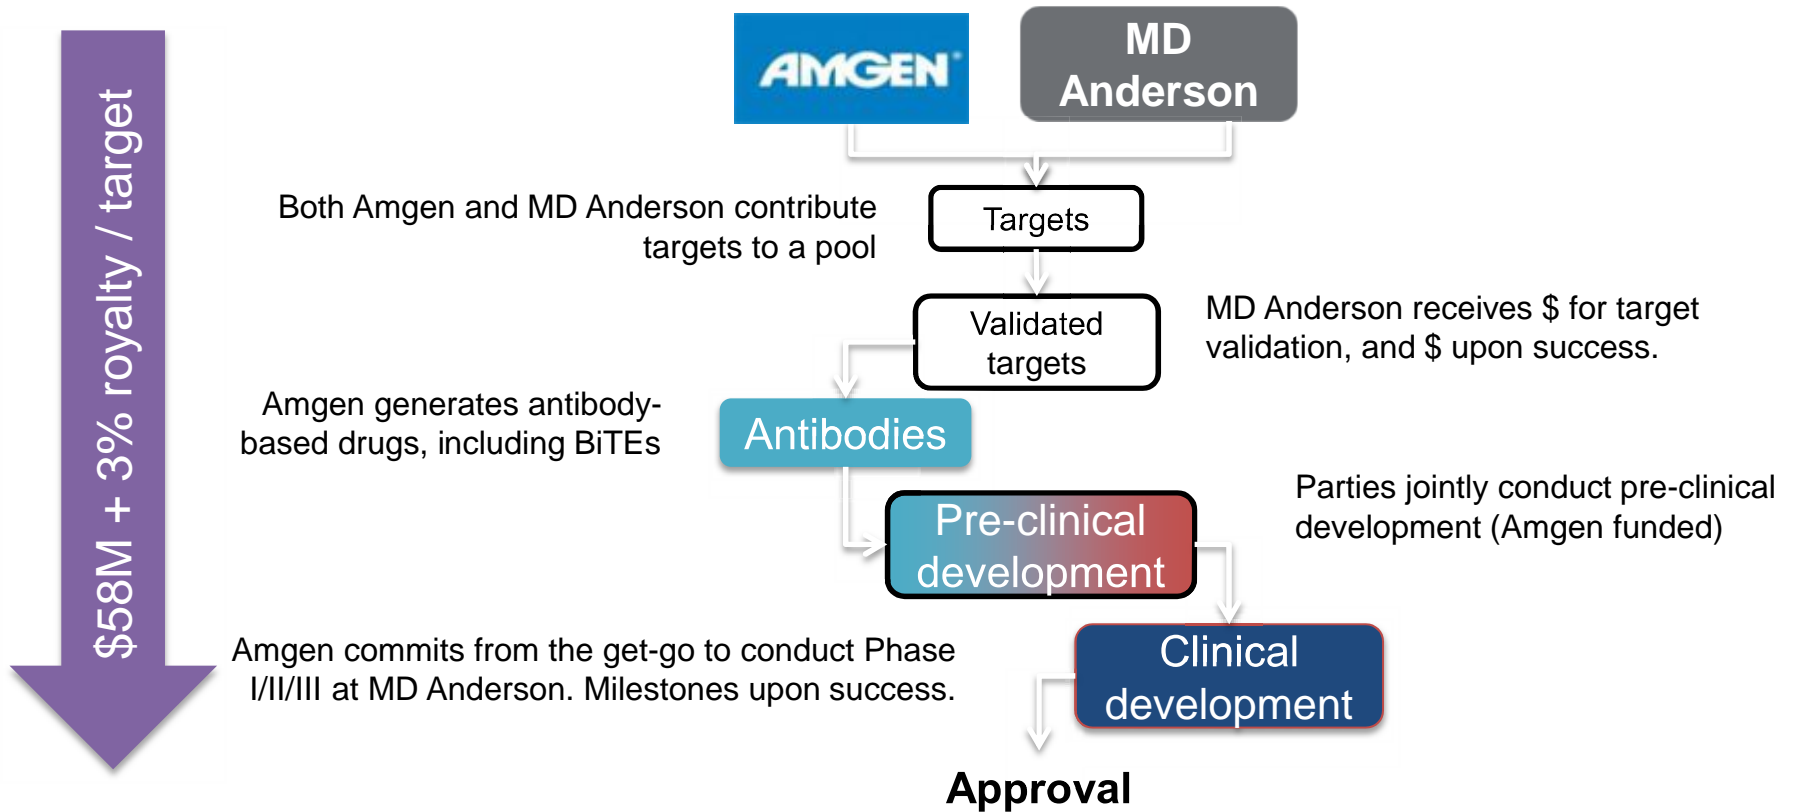 AMGEN®
MD
Anderson
$58M + 3% royalty / target
Both Amgen and MD Anderson contribute
targets to a pool
Targets
Validated
targets
MD Anderson receives $ for target
validation, and $ upon success.
Amgen generates antibody-
based drugs, including BiTEs
Antibodies
Pre-clinical
development
Parties jointly conduct pre-clinical
development (Amgen funded)
Amgen commits from the get-go to conduct Phase
I/II/III at MD Anderson. Milestones upon success.
Clinical
development
Approval